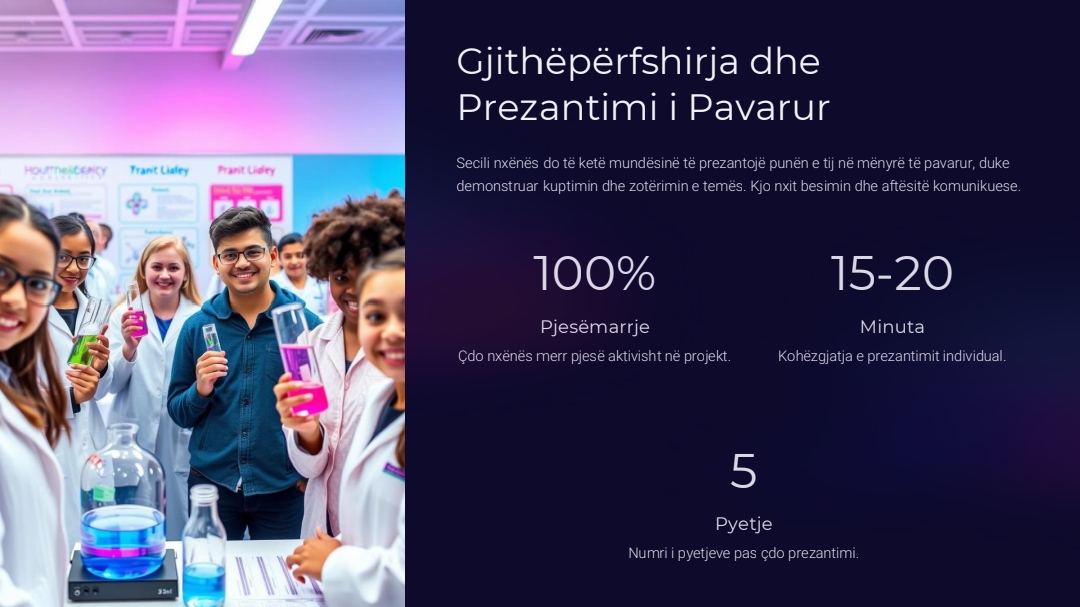 Gjithëpërfshirja dhe
Prezantimi i Pavarur
Secili nxënës do të ketë mundësinë të prezantojë punën e tij në mënyrë të pavarur, duke
demonstruar kuptimin dhe zotërimin e temës. Kjo nxit besimin dhe aftësitë komunikuese.
100%
Pjesëmarrje
Çdo nxënës merr pjesë aktivisht në projekt.
15-20
Minuta
Kohëzgjatja e prezantimit individual.
5
Pyetje
Numri i pyetjeve pas çdo prezantimi.